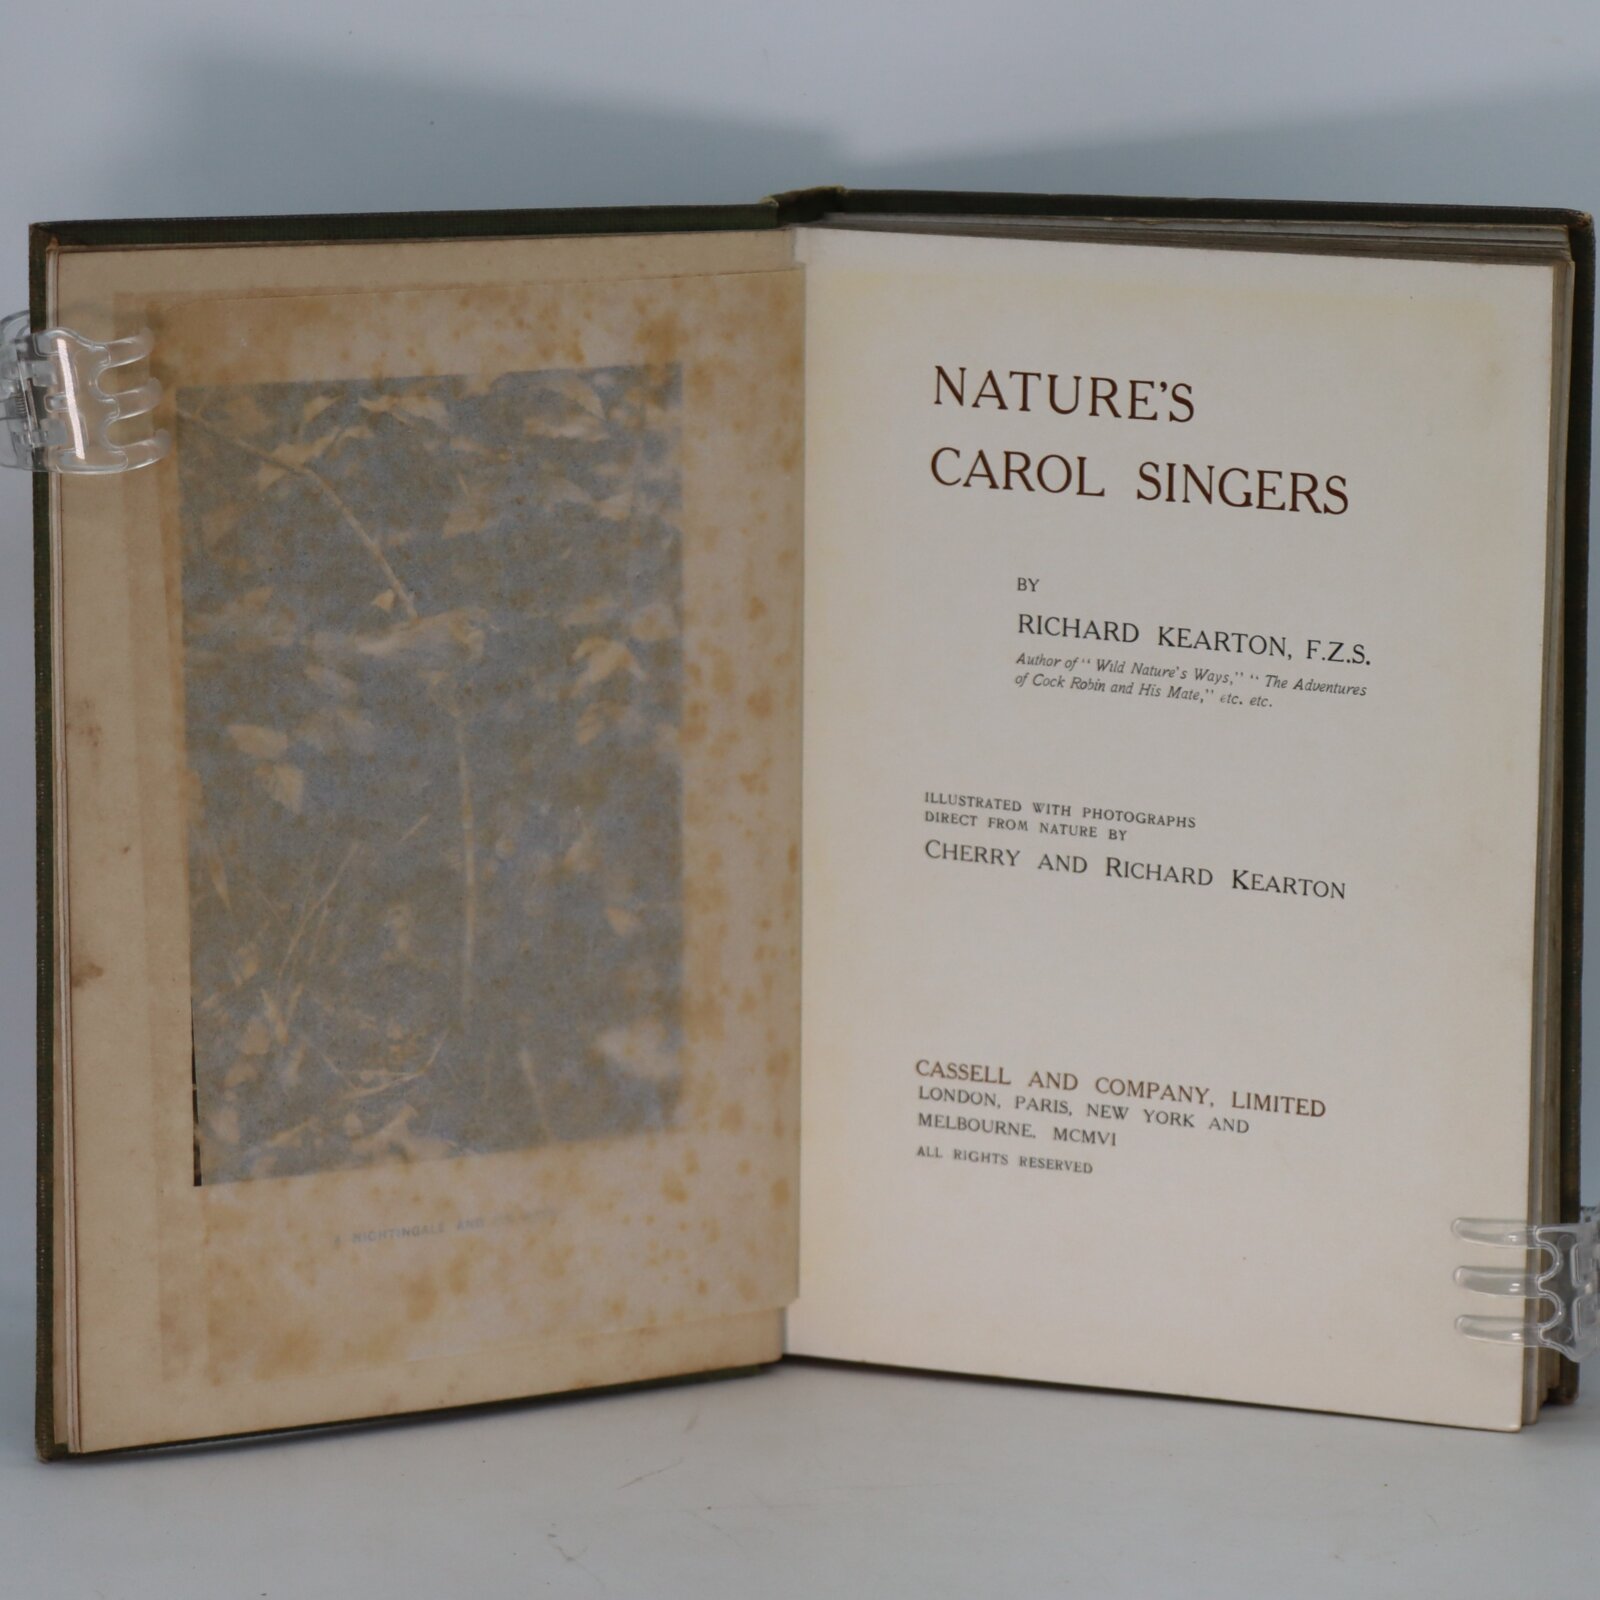 A NIGHTINGALE AND
NATURE'S
CAROL SINGERS
BY
RICHARD KEARTON, F.Z.S.
Author of "Wild Nature's Ways," "The Adventures
of Cock Robin and His Mate," etc. etc.
ILLUSTRATED WITH PHOTOGRAPHS
DIRECT FROM NATURE BY
CHERRY AND RICHARD KEARTON
CASSELL AND COMPANY, LIMITED
LONDON, PARIS, NEW YORK AND
MELBOURNE. MCMVI
ALL RIGHTS RESERVED